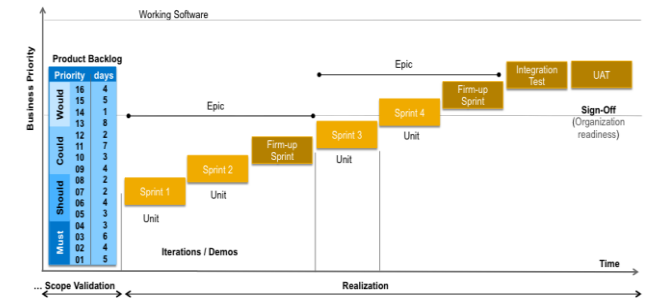 Working Software
Business Priority
Product Backlog
Priority days
Would
Could
Should
Must
16 4
15 5
14 1
13 8
12 2
11 7
10 3
09 4
08 2
07 2
06 4
05 3
04 3
03 6
02 4
01 5
Epic
Epic
Sprint 1
Unit
Sprint 2
Unit
Firm-up
Sprint
Sprint 3
Unit
Sprint 4
Unit
Firm-up
Sprint
Integration
Test
UAT
Sign-Off
(Organization
readiness)
Iterations / Demos
Time
... Scope Validation
Realization